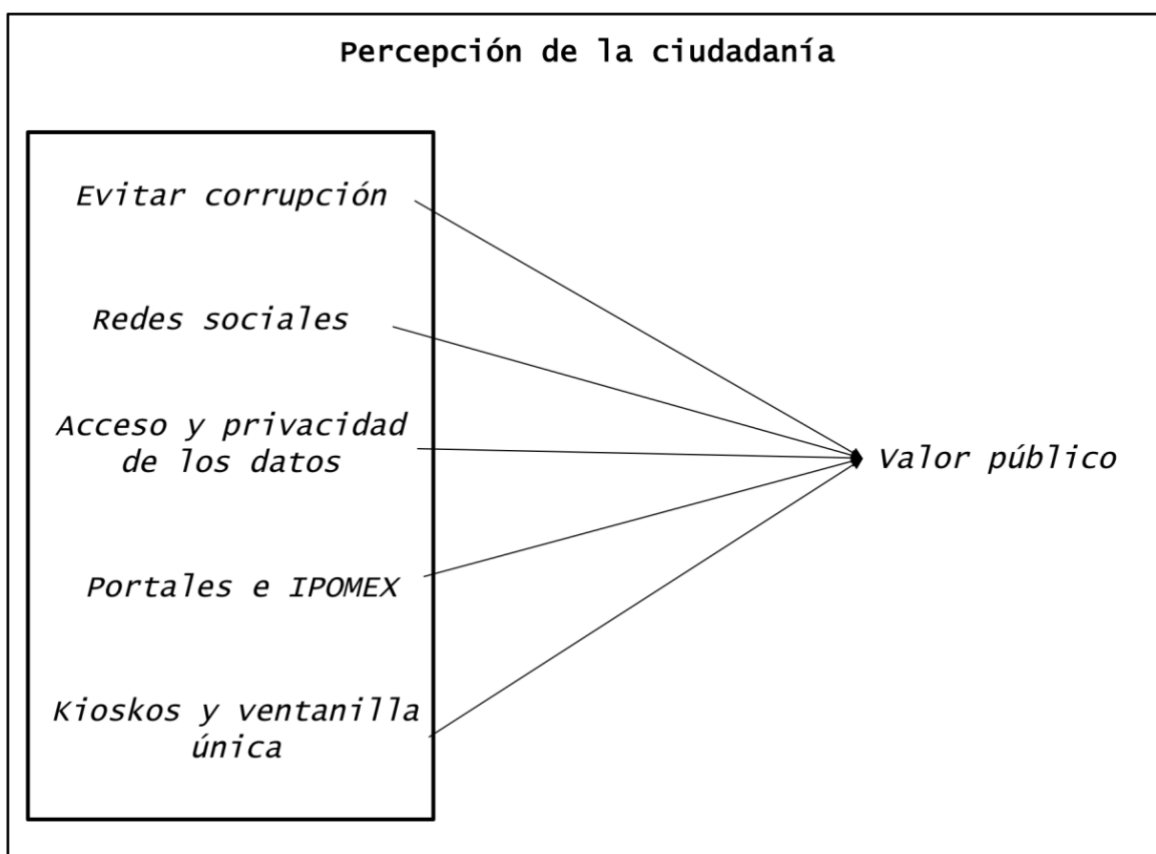 Percepción de la ciudadanía
Evitar corrupción
Redes sociales
Acceso y privacidad
de los datos
Valor público
Portales e IPOMEX
Kioskos y ventanilla
única